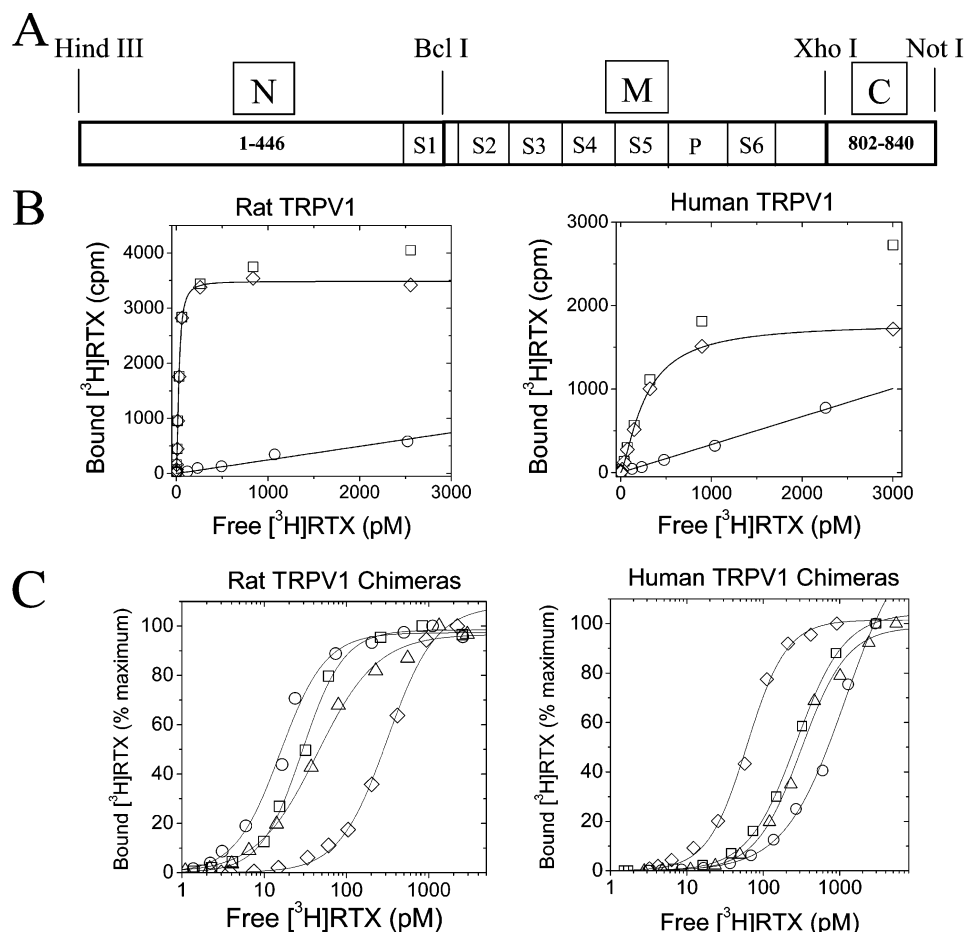 A
Hind III
Bcl I
Xho I
Not I
N
M
C
1-446
S1
S2
S3
S4
S5
P
S6
802-840
B
Rat TRPV1
Human TRPV1
4000
3000
2000
1000
0
Bound [³H]RTX (cpm)
0
1000
2000
3000
Free [³H]RTX (pM)
3000
2000
1000
0
Bound [³H]RTX (cpm)
0
1000
2000
3000
Free [³H]RTX (pM)
C
Rat TRPV1 Chimeras
Human TRPV1 Chimeras
100
80
60
40
20
0
Bound [³H]RTX (% maximum)
1
10
100
1000
Free [³H]RTX (pM)
100
80
60
40
20
0
Bound [³H]RTX (% maximum)
1
10
100
1000
Free [³H]RTX (pM)